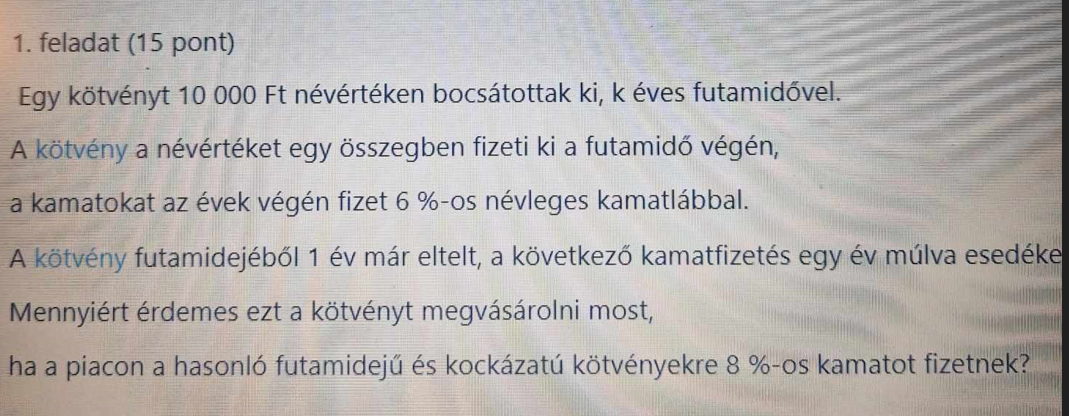 1. feladat (15 pont)
Egy kötvényt 10 000 Ft névértéken bocsátottak ki, k éves futamidővel.
A kötvény a névértéket egy összegben fizeti ki a futamidő végén,
a kamatokat az évek végén fizet 6 %-os névleges kamatlábbal.
A kötvény futamidejéből 1 év már eltelt, a következő kamatfizetés egy év múlva esedéke
Mennyiért érdemes ezt a kötvényt megvásárolni most,
ha a piacon a hasonló futamidejű és kockázatú kötvényekre 8 %-os kamatot fizetnek?